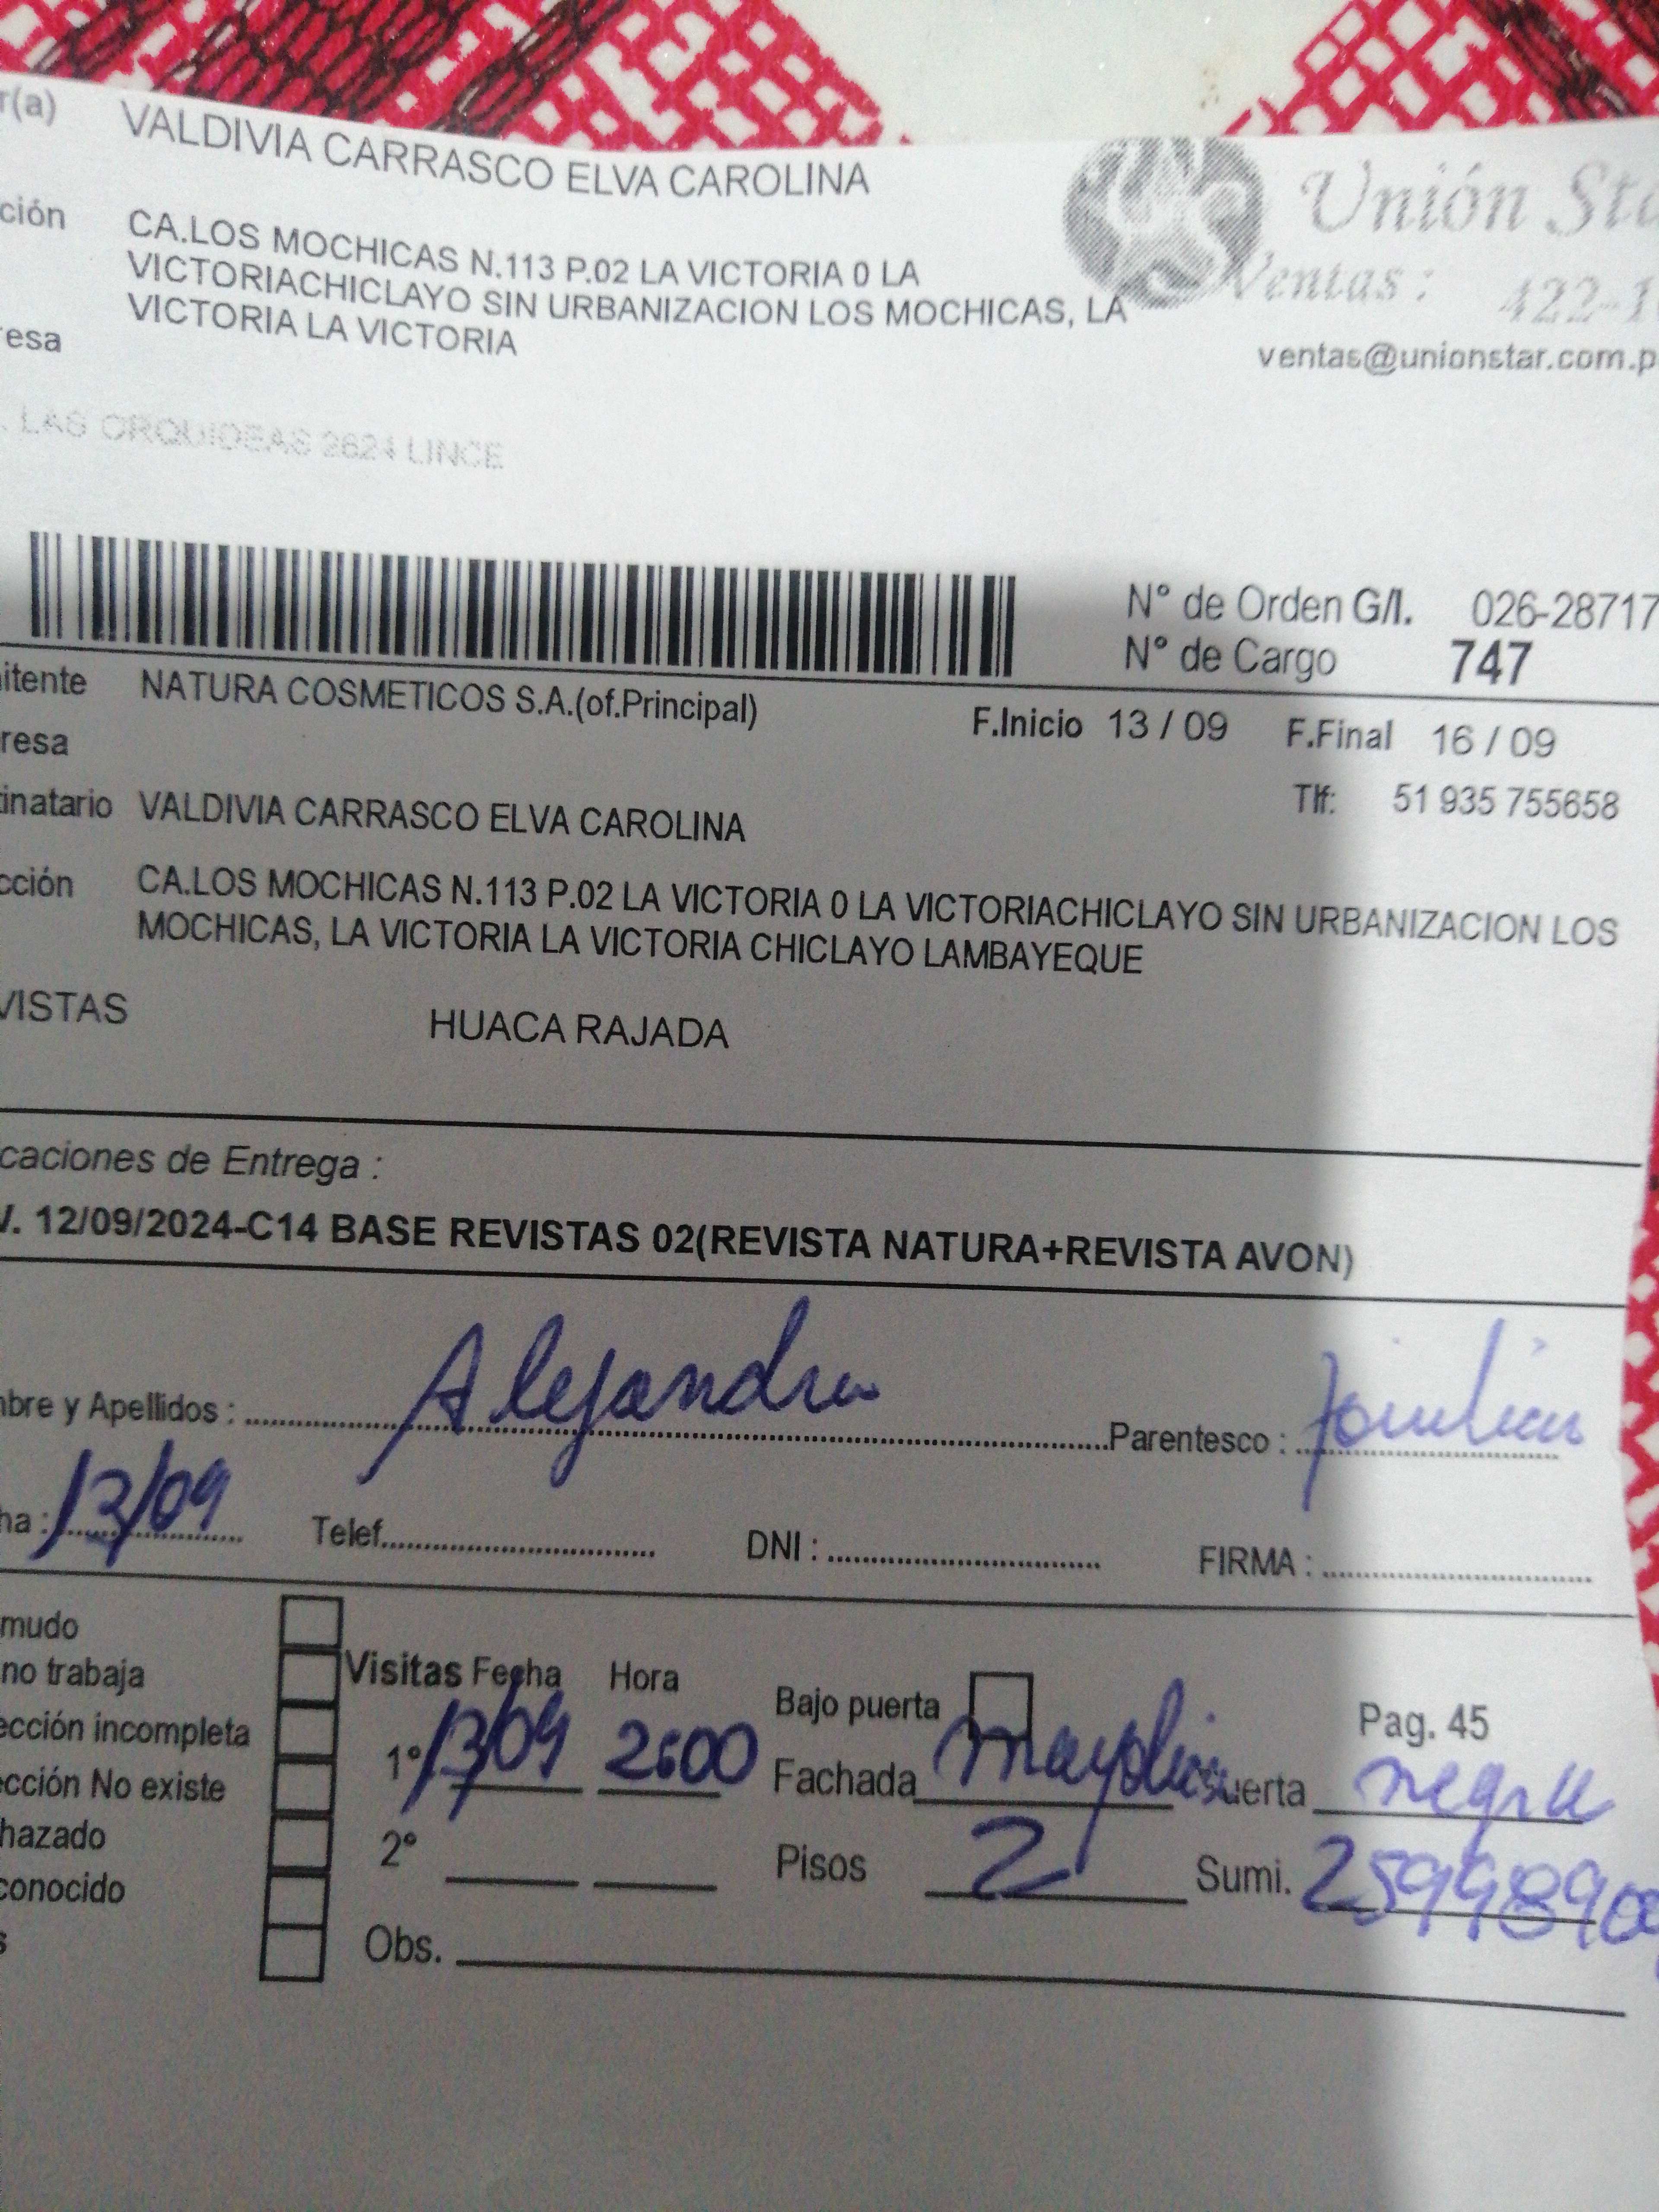 r(a) VALDIVIA CARRASCO ELVA CAROLINA
Unión Sta
ción CA.LOS MOCHICAS N.113 P.02 LA VICTORIA 0 LA
VICTORIACHICLAYO SIN URBANIZACION LOS MOCHICAS, LA
VICTORIA LA VICTORIA
Ventas: 422-1
resa
ventas@unionstar.com.p
. LAS ORQUIDEAS 2624 LINCE
N° de Orden G/I. 026-28717
N° de Cargo 747
itente NATURA COSMETICOS S.A.(of.Principal)
resa F.Inicio 13 / 09 F.Final 16 / 09
tinatario VALDIVIA CARRASCO ELVA CAROLINA
Tlf: 51 935 755658
cción CA.LOS MOCHICAS N.113 P.02 LA VICTORIA 0 LA VICTORIACHICLAYO SIN URBANIZACION LOS
MOCHICAS, LA VICTORIA LA VICTORIA CHICLAYO LAMBAYEQUE
VISTAS HUACA RAJADA
caciones de Entrega :
V. 12/09/2024-C14 BASE REVISTAS 02(REVISTA NATURA+REVISTA AVON)
bre y Apellidos : Alejandra Parentesco :
ha : 13/09 Telef. DNI : FIRMA :
mudo
no trabaja Visitas Fecha Hora Bajo puerta Pag. 45
ección incompleta 1° 13/09 Fachada Puerta negra
ección No existe
hazado 2° Pisos 2 Sumi.
conocido
s Obs.